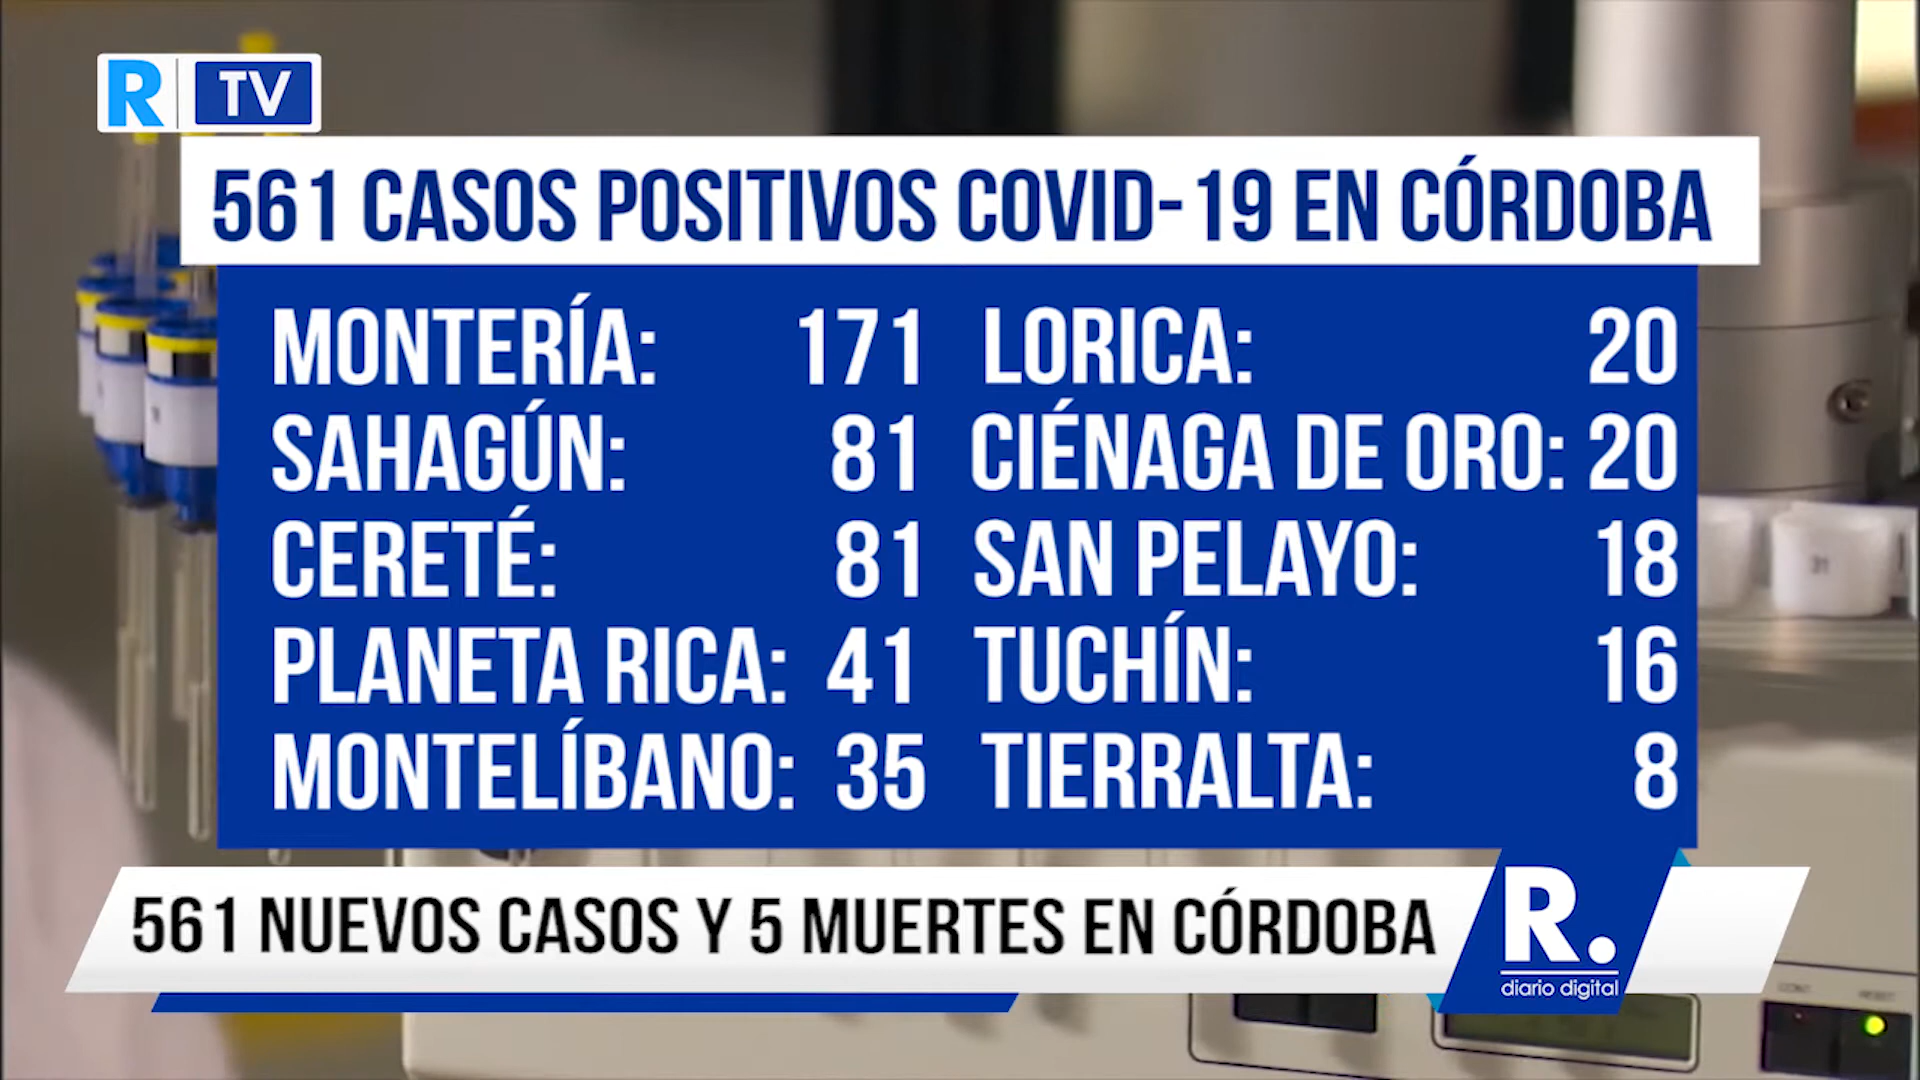 R TV
561 CASOS POSITIVOS COVID-19 EN CÓRDOBA
MONTERÍA: 171
SAHAGÚN: 81
CERETÉ: 81
PLANETA RICA: 41
MONTELÍBANO: 35
LORICA: 20
CIÉNAGA DE ORO: 20
SAN PELAYO: 18
TUCHÍN: 16
TIERRALTA: 8
561 NUEVOS CASOS Y 5 MUERTES EN CÓRDOBA
R.
diario digital